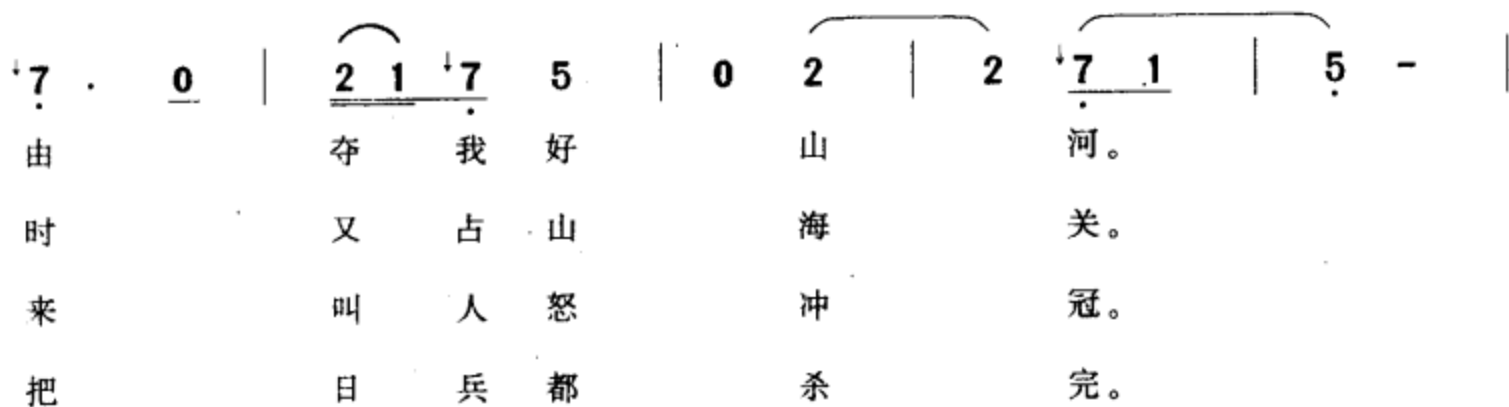 ↓7 · 0 | 2 1 ↓7 5 | 0 2 | 2 ↓7 1 | 5 - |
由 夺 我 好 山 河。
时 又 占 山 海 关。
来 叫 人 怒 冲 冠。
把 日 兵 都 杀 完。